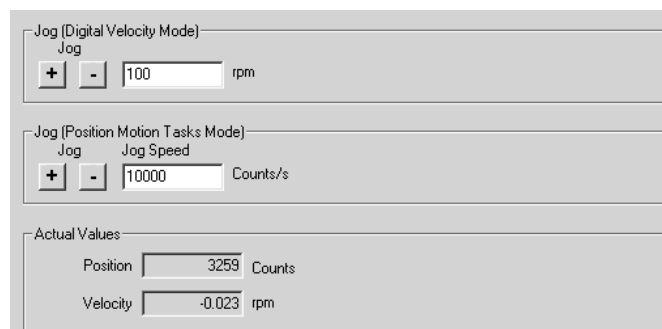 Jog (Digital Velocity Mode)
Jog
+ - 100 rpm
Jog (Position Motion Tasks Mode)
Jog Jog Speed
+ - 10000 Counts/s
Actual Values
Position 3259 Counts
Velocity -0.023 rpm